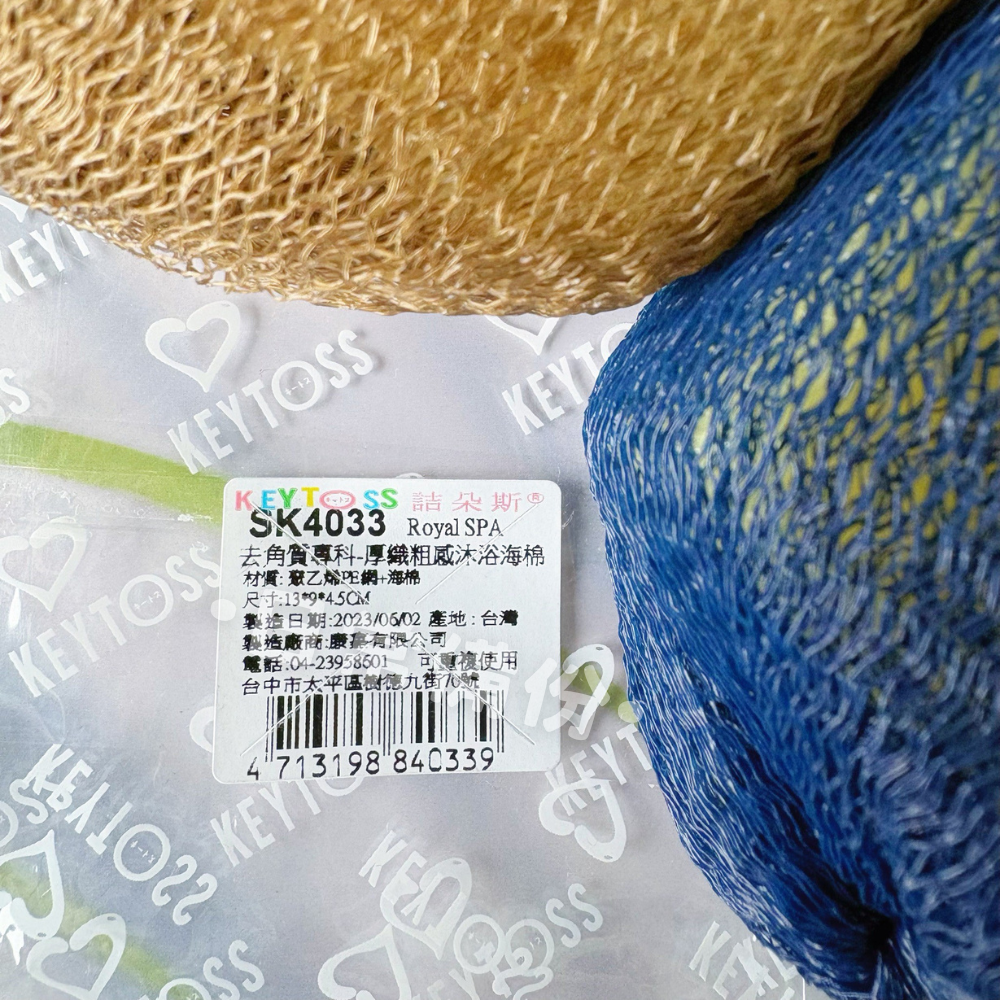 KEYTOSS
KEYTOSS
KEYTOSS
KEYTOSS 詰朵斯®
SK4033 Royal SPA
去角質專科-厚織粗感沐浴海棉
材質:聚乙烯PE網+海棉
尺寸:13*9*4.5CM
製造日期:2023/06/02 產地:台灣
製造廠商:康鑫有限公司
電話:04-23958601 可重複使用
台中市太平區樹德九街70號
4 713198 840339
KEYTOSS
KEYTOSS
KEYTOSS